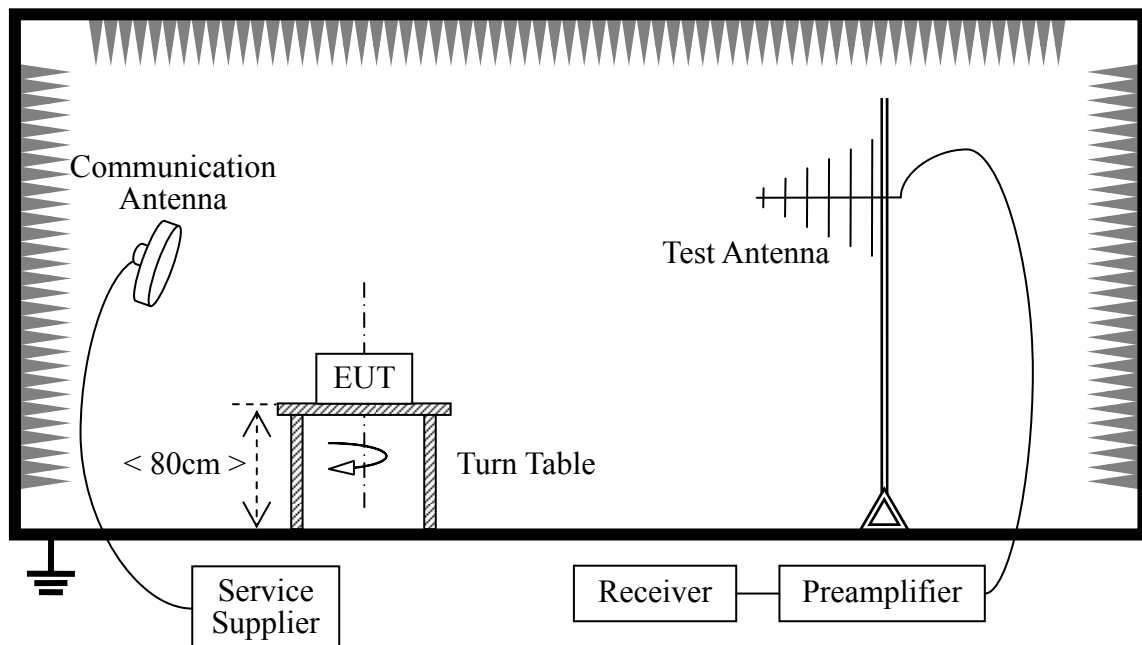 Communication
Antenna
Test Antenna
EUT
< 80cm >
Turn Table
Service
Supplier
Receiver
Preamplifier